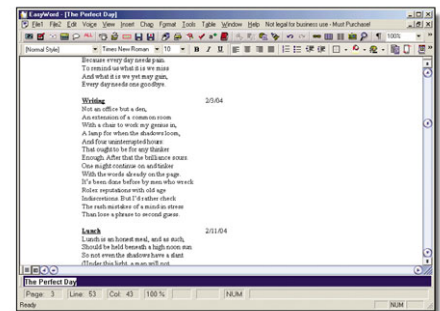 EasyWord - [The Perfect Day]
File1 File2 Edit Voice View Insert Chag Format Tools Table Window Help Not legal for business use - Must Purchase!
[Normal Style] Times New Roman 10 B I U
100%
Because every day needs pain
To remind us what it is we miss
And what it is we yet may gain,
Every day needs one goodbye.
Writing 2/3/04
Not an office but a den,
An extension of a common room
With a chair to work my genius in,
A lamp for when the shadows loom,
And four uninterrupted hours
That ought to be for any thinker
Enough. After that the brilliance sours.
One might continue on and tinker
With the words already on the page.
It's been done before by men who wreck
Roles reputations with old age
Indiscretions. But I'd rather check
The rash mistakes of a mind in stress
Than lose a phrase to second guess.
Lunch 2/11/04
Lunch is an honest meal, and as such,
Should be held beneath a high noon sun
So not even the shadows have a slant
(Under this light, a man will not
The Perfect Day
Page: 3 Line: 53 Col: 43 100 % NUM
Ready NUM